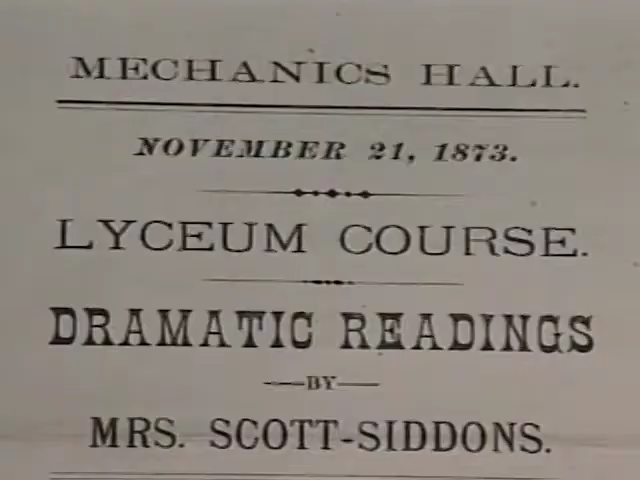 MECHANICS HALL.
NOVEMBER 21, 1873.
LYCEUM COURSE.
DRAMATIC READINGS
—BY—
MRS. SCOTT-SIDDONS.